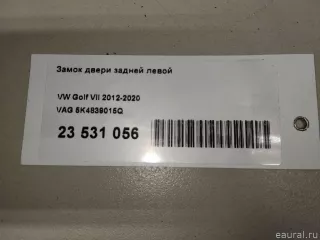 Замок двери задней левой
VW Golf VII 2012-2020
VAG 5K4839015Q
23 531 056
eaural.ru